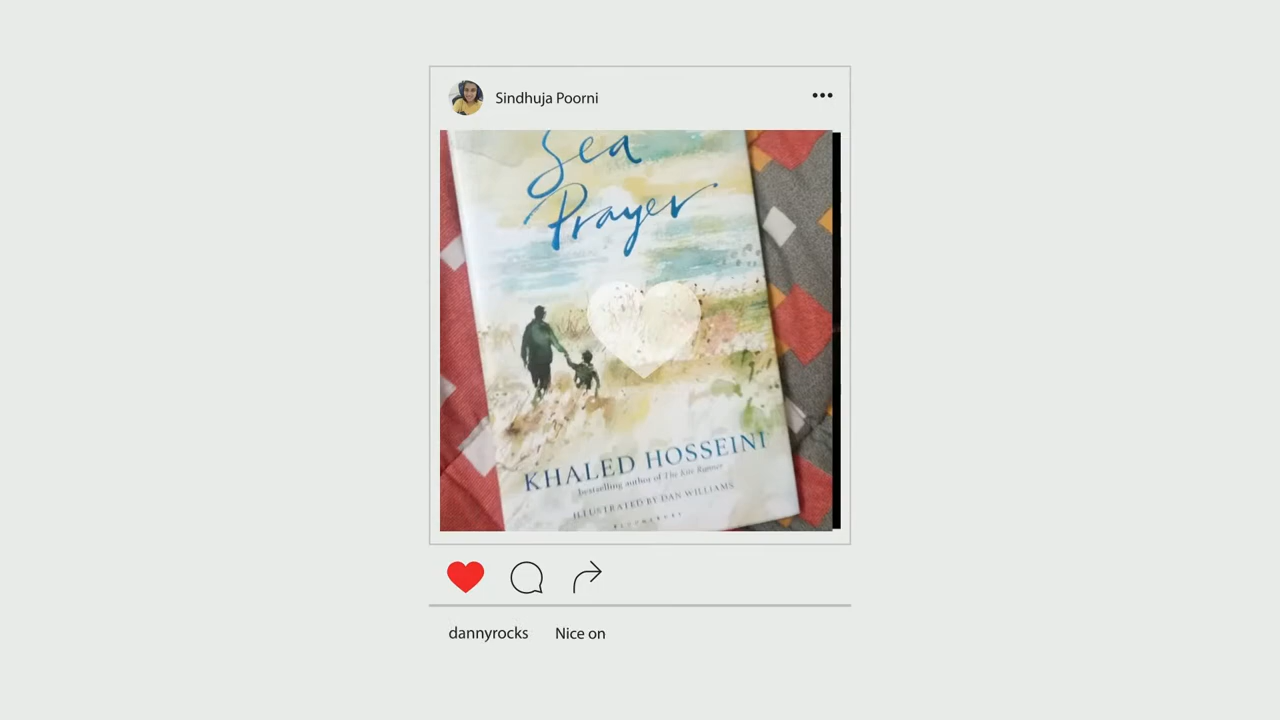 Sindhuja Poorni
Sea
Prayer
KHALED HOSSEINI
bestselling author of The Kite Runner
ILLUSTRATED BY DAN WILLIAMS
BLOOMSBURY
dannyrocks Nice on